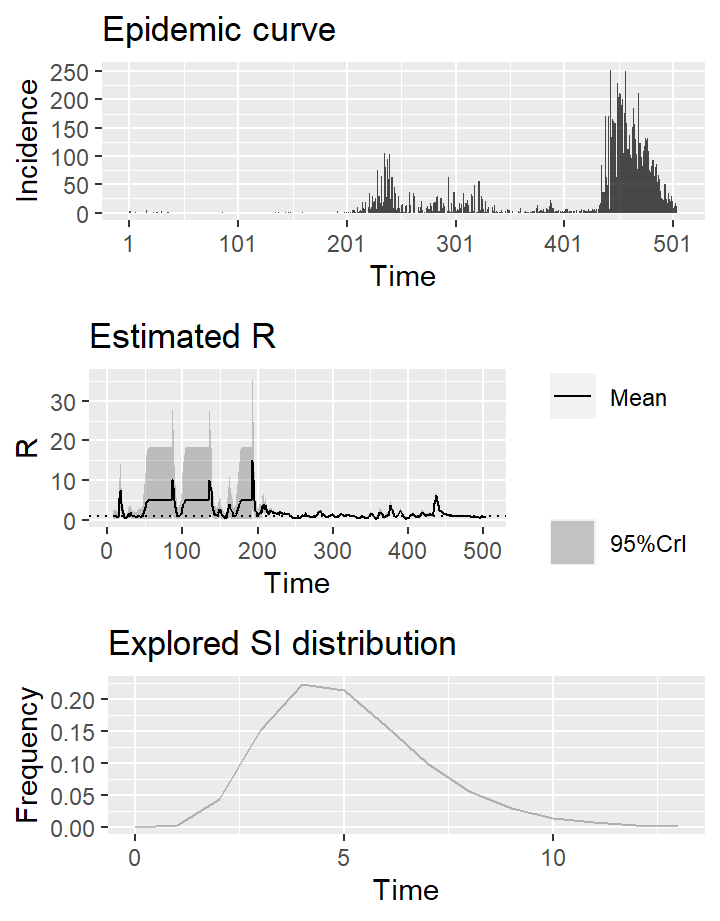 Epidemic curve
Incidence
250
200
150
100
50
0
1 101 201 301 401 501
Time
Estimated R
R
30
20
10
0
0 100 200 300 400 500
Time
Mean
95%CrI
Explored SI distribution
Frequency
0.20
0.15
0.10
0.05
0.00
0 5 10
Time